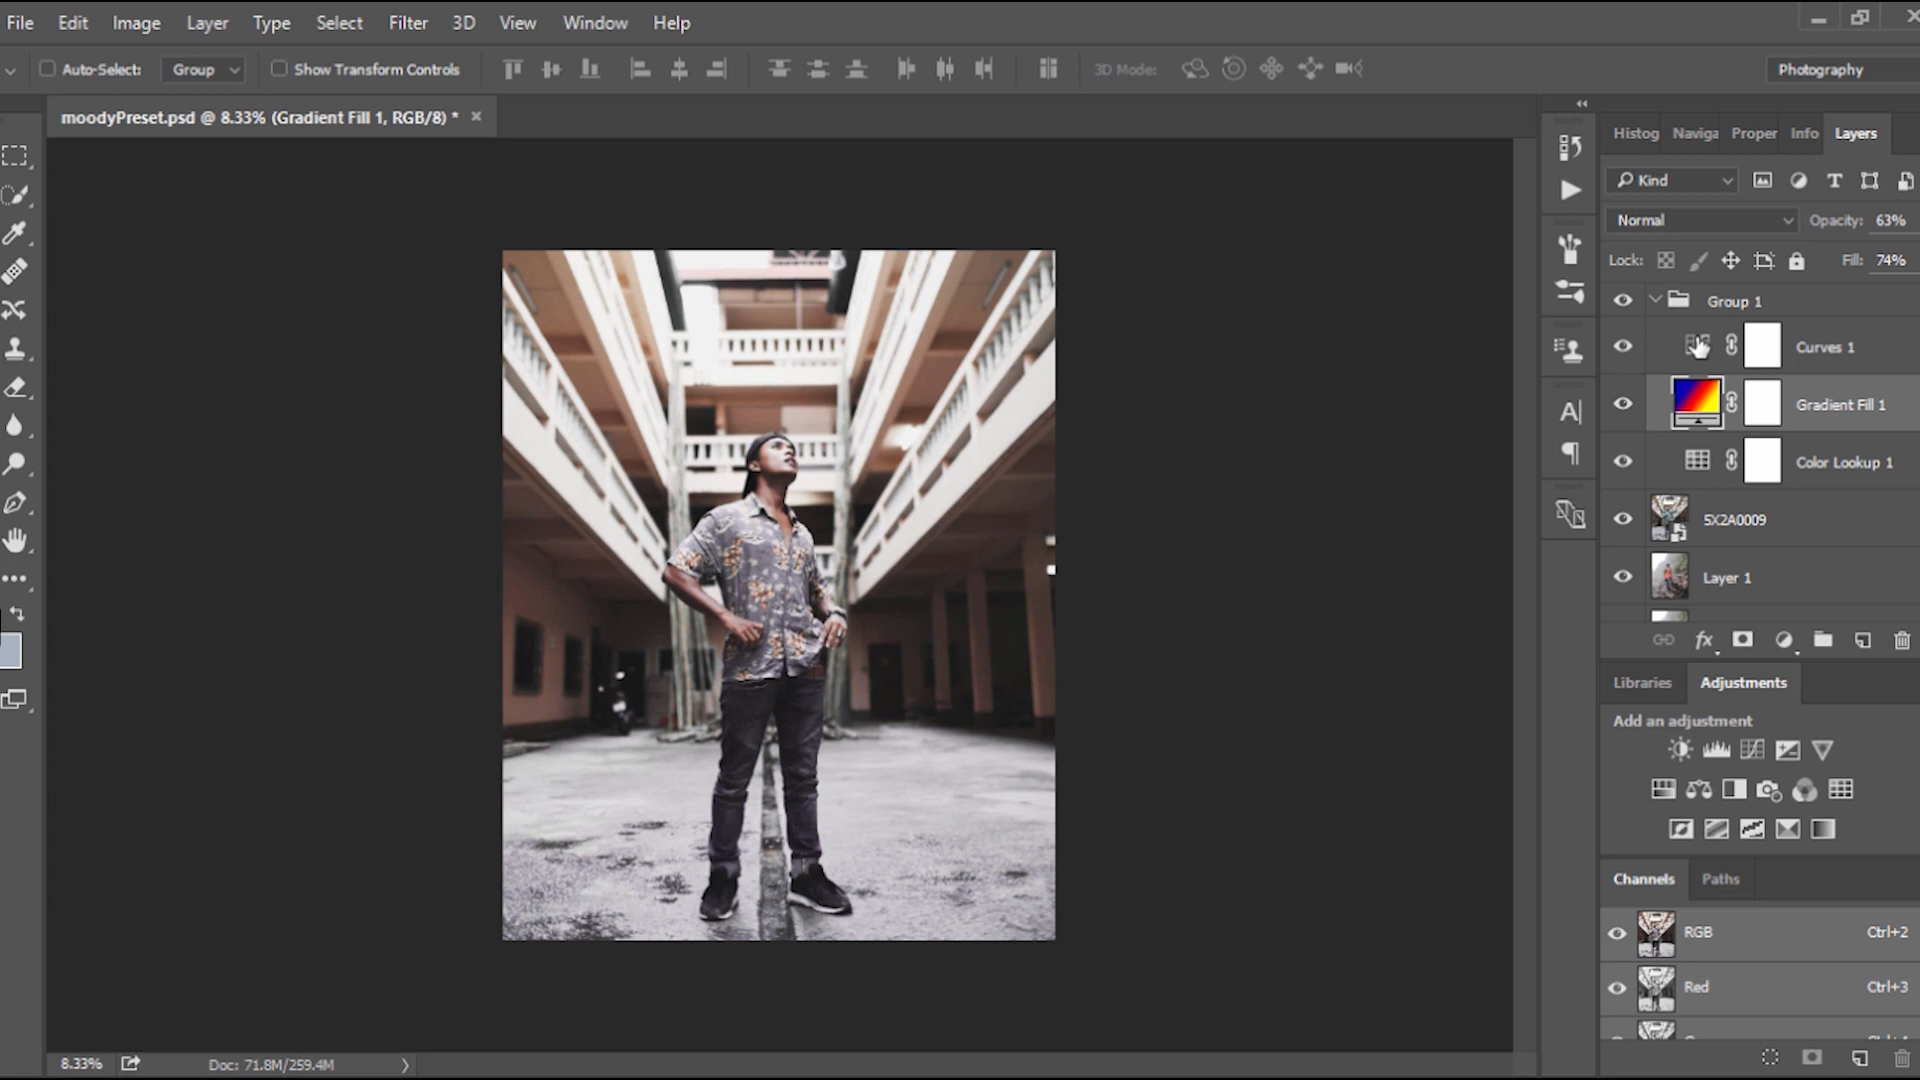 File Edit Image Layer Type Select Filter 3D View Window Help
Auto-Select: Group Show Transform Controls 3D Mode: Photography
moodyPreset.psd @ 8.33% (Gradient Fill 1, RGB/8) * ×
Histog Naviga Proper Info Layers
Kind
Normal Opacity: 63%
Lock: Fill: 74%
Group 1
Curves 1
Gradient Fill 1
Color Lookup 1
5X2A0009
Layer 1
fx
Libraries Adjustments
Add an adjustment
Channels Paths
RGB Ctrl+2
Red Ctrl+3
8.33% Doc: 71.8M/259.4M